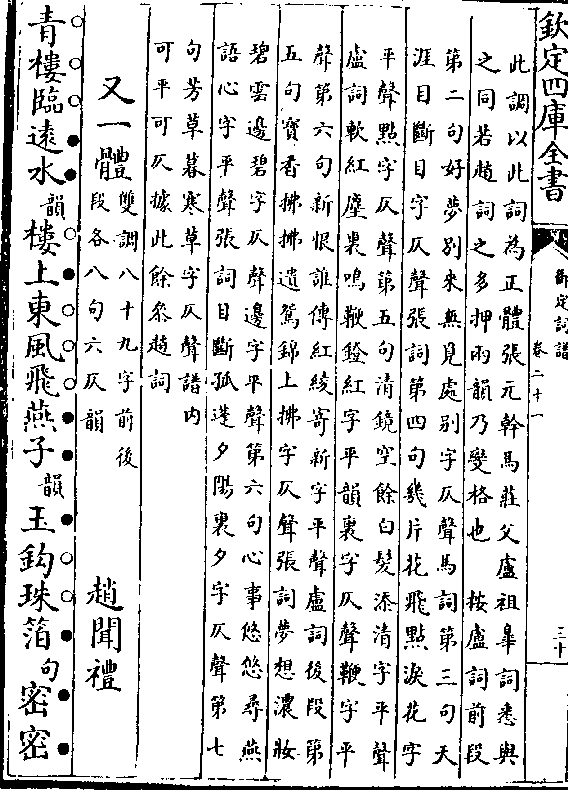 欽定四庫全書
御定詞譜
卷二十一
三十
此調以此詞為正體張元幹馬莊父盧祖臯詞悉與
之同若趙詞之多押兩韻乃變格也 按盧詞前段
第二句好夢别來無覓處别字仄聲馬詞第三句天
涯目斷目字仄聲張詞第四句幾片花飛點淚花字
平聲點字仄聲第五句清鏡空餘白髮添清字平聲
盧詞軟紅塵裏鳴鞭鐙紅字平韻裏字仄聲鞭字平
聲第六句新恨誰傳紅綾寄新字平聲盧詞後段第
五句寳香拂拂遺鴛錦上拂字仄聲張詞夢想濃妝
碧雲邊碧字仄聲邊字平聲第六句心事悠悠尋燕
語心字平聲張詞目斷孤逢夕陽裏夕字仄聲第七
句芳草暮寒草字仄聲譜内
可平可仄據此餘叅趙詞
又一體雙調八十九字前後
段各八句六仄韻 趙聞禮
青樓臨遠水韻樓上東風飛燕子韻玉鈎珠箔句密密